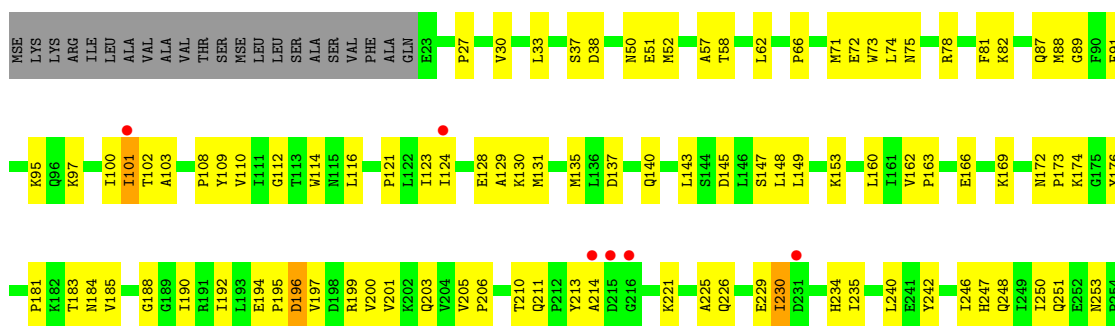 MSE LYS LYS ARG ILE LEU ALA VAL ALA VAL THR SER MSE LEU LEU SER ALA SER VAL PHE ALA GLN E23 P27 V30 L33 S37 D38 N50 E51 M52 A57 T58 L62 P66 M71 E72 W73 L74 N75 R78 F81 K82 Q87 M88 G89 F90
K95 Q96 K97 I100 I101 T102 A103 P108 Y109 V110 I111 G112 T113 W114 N115 L116 P121 L122 I123 I124 E128 A129 K130 M131 M135 L136 D137 Q140 L143 S144 D145 L146 S147 L148 L149 K153 L160 I161 V162 P163 E166 K169 N172 P173 K174 G175
P181 K182 T183 N184 V185 G188 G189 I190 R191 I192 L193 E194 P195 D196 V197 D198 R199 V200 V201 K202 Q203 V204 V205 P206 T210 Q211 P212 Y213 A214 D215 G216 K221 A225 Q226 E229 I230 D231 H234 I235 L240 E241 Y242 I246 H247 Q248 I249 I250 Q251 E252 N253